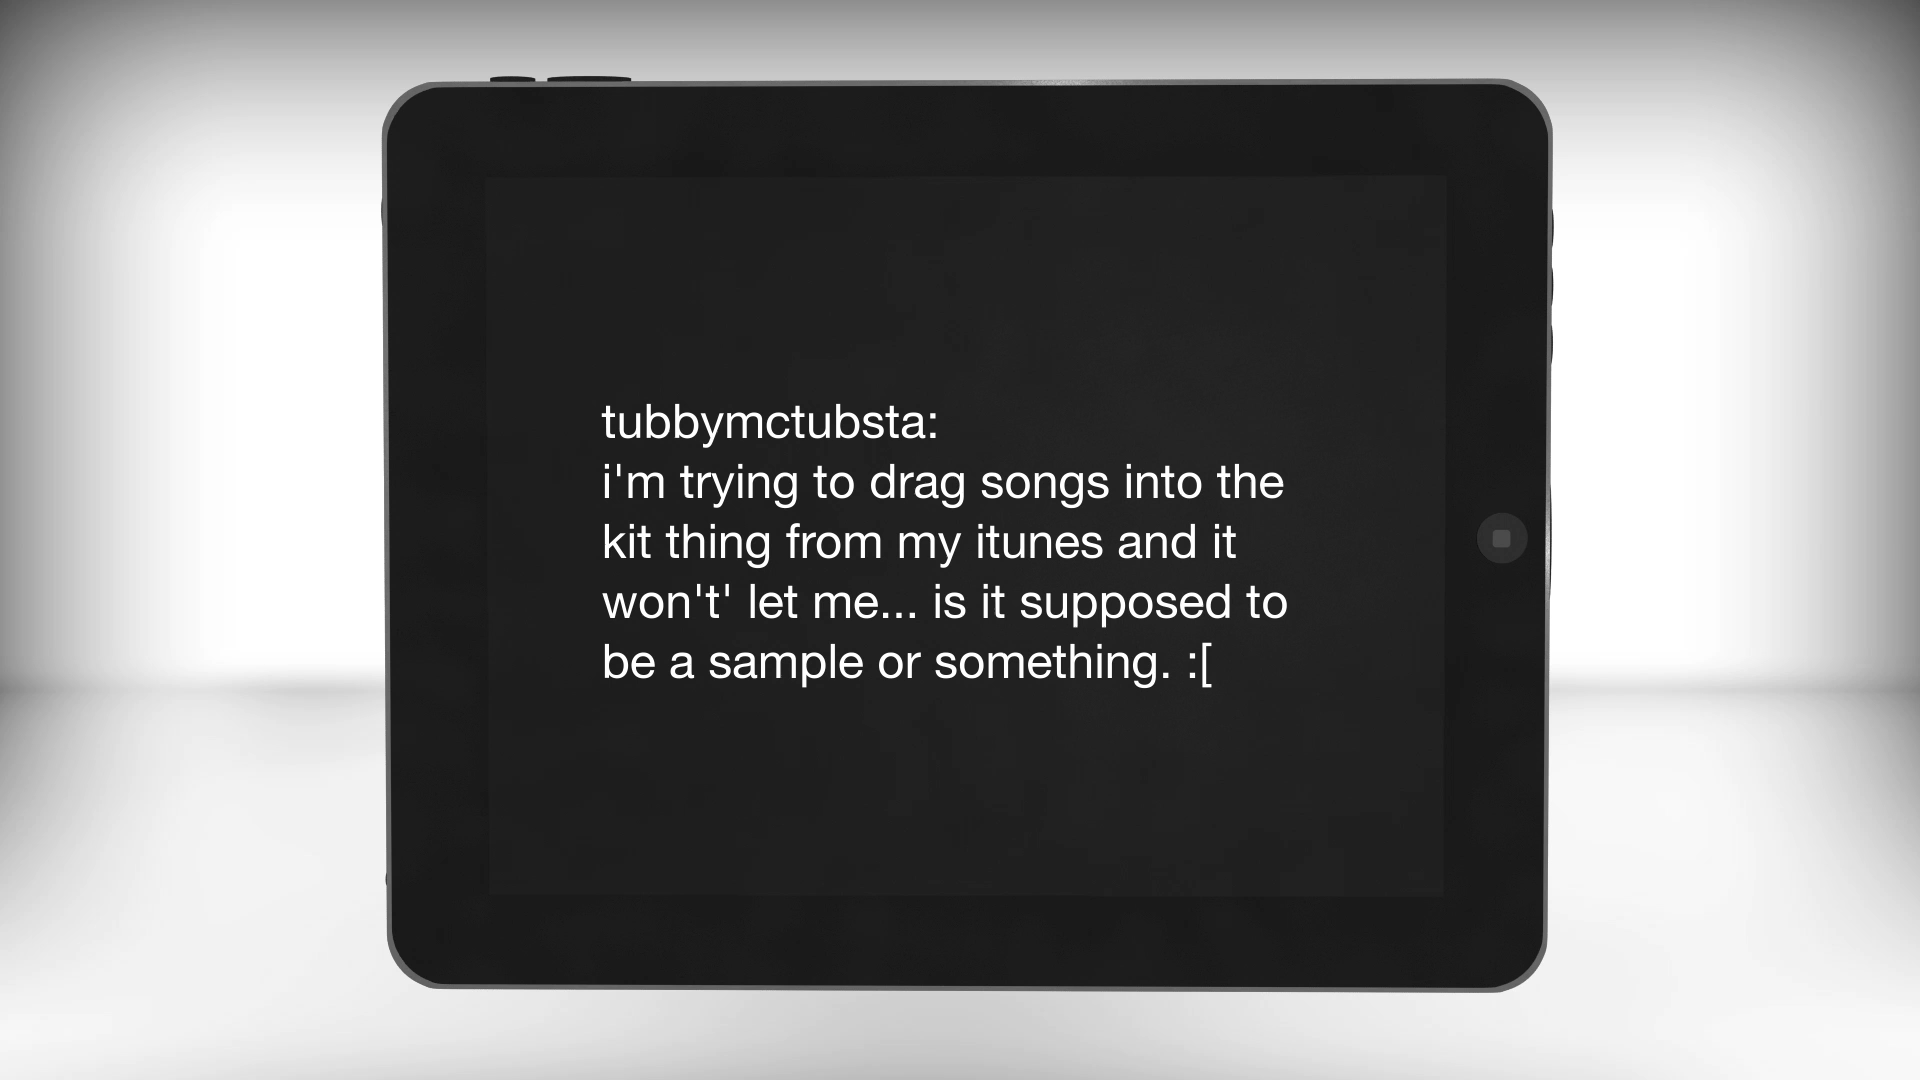 tubbymctubsta:
i'm trying to drag songs into the
kit thing from my itunes and it
won't' let me... is it supposed to
be a sample or something. :[